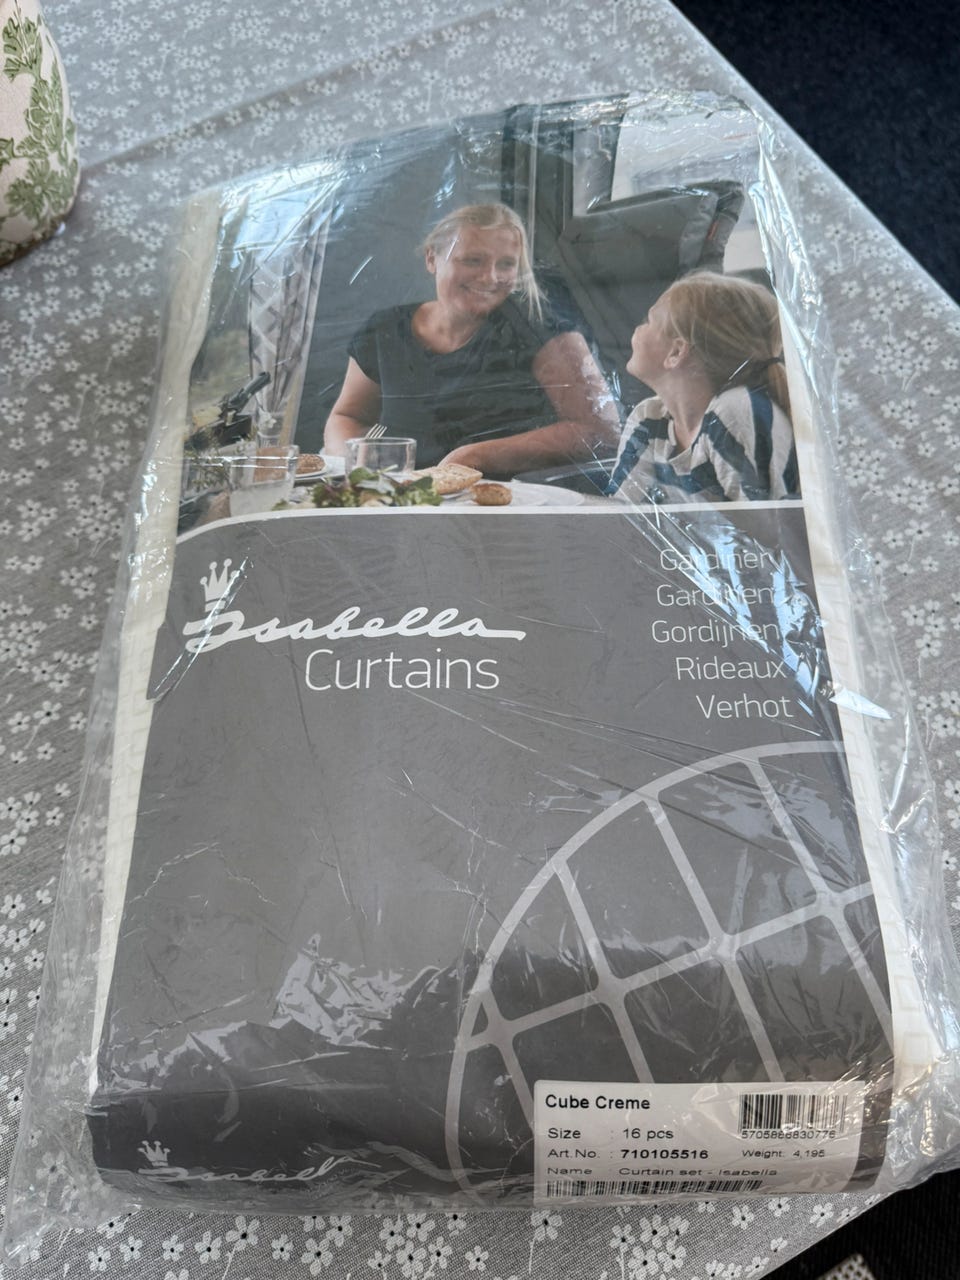 Gardiner
Gardinen
Gordijnen
Rideaux
Verhot
Isabella
Curtains
Cube Creme
Size : 16 pcs
Art.No. : 710105516
Weight: 4,195
Name : Curtain set - Isabella
Isabella